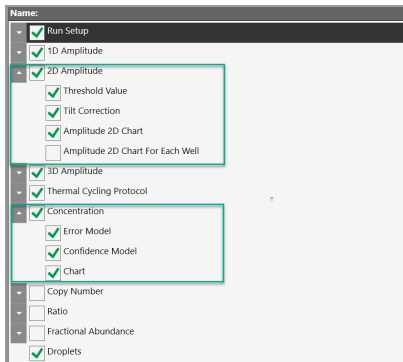 Name:
Run Setup
1D Amplitude
2D Amplitude
Threshold Value
Tilt Correction
Amplitude 2D Chart
Amplitude 2D Chart For Each Well
3D Amplitude
Thermal Cycling Protocol
Concentration
Error Model
Confidence Model
Chart
Copy Number
Ratio
Fractional Abundance
Droplets